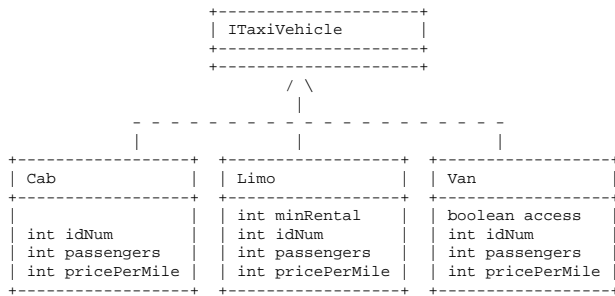 +---------------------+
| ITaxiVehicle        |
+---------------------+
+---------------------+
/ \
|
- - - - - - - - - - - - - - - - - - - - -
|                 |                     |
+------------------+  +------------------+  +------------------+
| Cab              |  | Limo             |  | Van              |
+------------------+  +------------------+  +------------------+
|                  |  | int minRental    |  | boolean access   |
| int idNum        |  | int idNum        |  | int idNum        |
| int passengers   |  | int passengers   |  | int passengers   |
| int pricePerMile |  | int pricePerMile |  | int pricePerMile |
+------------------+  +------------------+  +------------------+